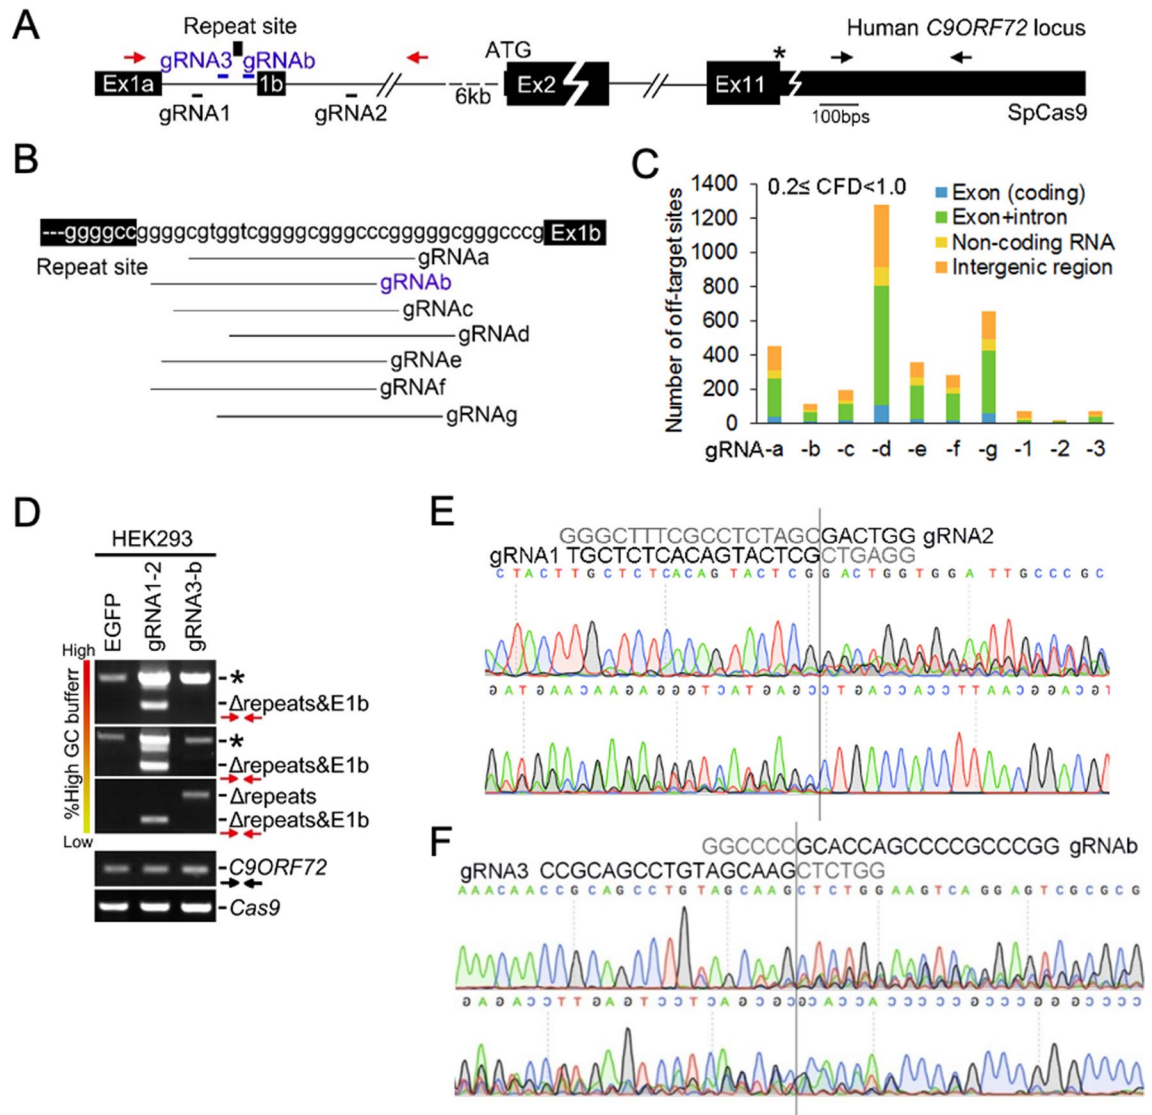 A
Repeat site
Human C9ORF72 locus
gRNA3 gRNAb
ATG
*
Ex1a
1b
Ex2
Ex11
6kb
gRNA1
gRNA2
100bps
SpCas9
B
---ggggccggggcgtggtcggggcgggcccgggggcgggcccg Ex1b
Repeat site
gRNAa
gRNAb
gRNAc
gRNAd
gRNAe
gRNAf
gRNAg
C
0.2≤ CFD<1.0
Number of off-target sites
1400
1200
1000
800
600
400
200
0
Exon (coding)
Exon+intron
Non-coding RNA
Intergenic region
gRNA-a -b -c -d -e -f -g -1 -2 -3
D
HEK293
EGFP
gRNA1-2
gRNA3-b
High
%High GC bufferr
Low
*
Δrepeats&E1b
*
Δrepeats&E1b
Δrepeats
Δrepeats&E1b
C9ORF72
Cas9
E
GGGCTTTCGCCTCTAGCGACTGG gRNA2
gRNA1 TGCTCTCACAGTACTCGCTGAGG
C T A C T T G C T C T C A C A G T A C T C G G A C T G G T G G A T T G C C C G C
G A T G A A C A A G A G G G T C A T G A G C C T G A C C A C C T T A A C G G A C G T
F
GGCCCCGCACCAGCCCCGCCCGG gRNAb
gRNA3 CCGCAGCCTGTAGCAAGCTCTGG
A A A C A A C C G C A G C C T G T A G C A A G C T C T G G A A G T C A G G A G T C G C G C G
G A G A C C T T G A G T C C T C A G C G C G C A C C A C C C C G C C C G G G C C C C